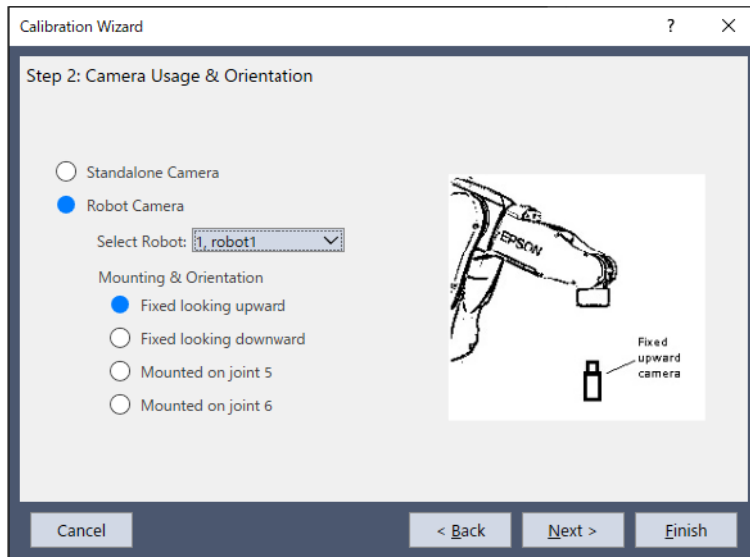 Calibration Wizard
?
Step 2: Camera Usage & Orientation
Standalone Camera
Robot Camera
Select Robot: 1, robot1
Mounting & Orientation
Fixed looking upward
Fixed looking downward
Mounted on joint 5
Mounted on joint 6
EPSON
Fixed
upward
camera
Cancel
< Back
Next >
Finish